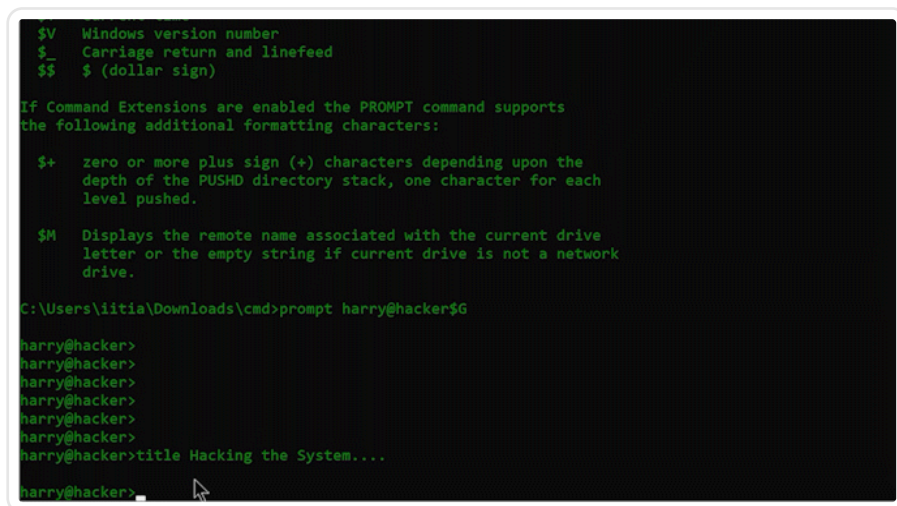 $V Windows version number
$_ Carriage return and linefeed
$$ $ (dollar sign)
If Command Extensions are enabled the PROMPT command supports
the following additional formatting characters:
$+ zero or more plus sign (+) characters depending upon the
depth of the PUSHD directory stack, one character for each
level pushed.
$M Displays the remote name associated with the current drive
letter or the empty string if current drive is not a network
drive.
C:\Users\iitia\Downloads\cmd>prompt harry@hacker$G
harry@hacker>
harry@hacker>
harry@hacker>
harry@hacker>
harry@hacker>
harry@hacker>
harry@hacker>title Hacking the System....
harry@hacker>